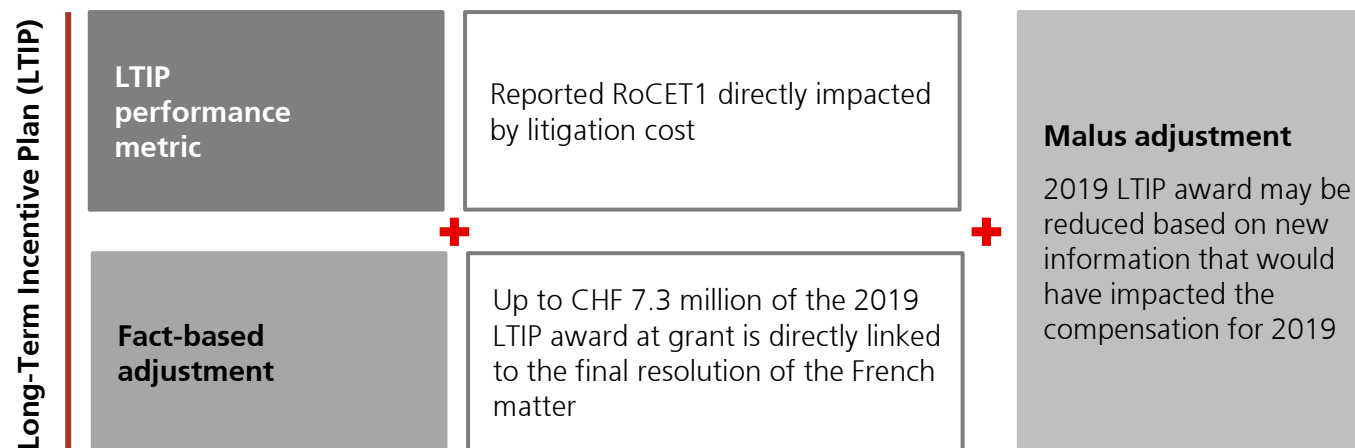 Long-Term Incentive Plan (LTIP)
LTIP
performance
metric
Reported RoCET1 directly impacted
by litigation cost
Fact-based
adjustment
Up to CHF 7.3 million of the 2019
LTIP award at grant is directly linked
to the final resolution of the French
matter
Malus adjustment
2019 LTIP award may be
reduced based on new
information that would
have impacted the
compensation for 2019